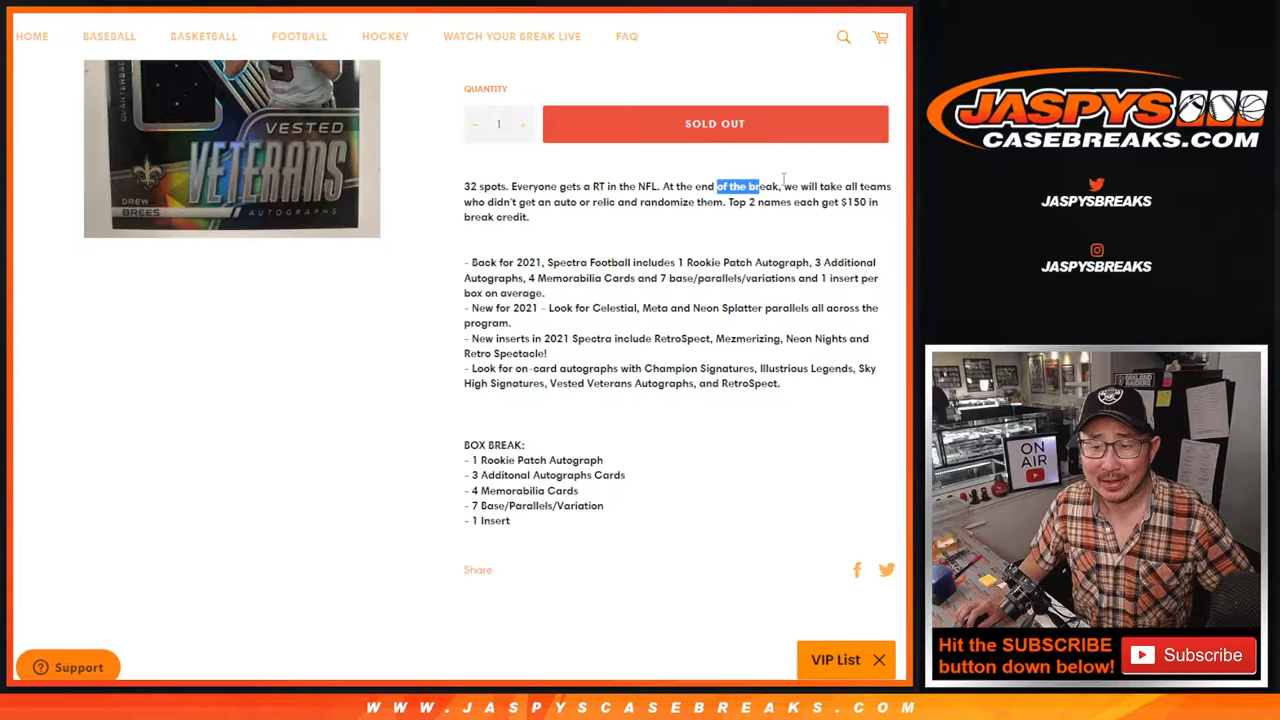 HOME BASEBALL BASKETBALL FOOTBALL HOCKEY WATCH YOUR BREAK LIVE FAQ
QUARTERBACK
VESTED
VETERANS
AUTOGRAPHS
DREW
BREES
QUANTITY
− 1 +
SOLD OUT
32 spots. Everyone gets a RT in the NFL. At the end of the break, we will take all teams
who didn't get an auto or relic and randomize them. Top 2 names each get $150 in
break credit.
- Back for 2021, Spectra Football includes 1 Rookie Patch Autograph, 3 Additional
Autographs, 4 Memorabilia Cards and 7 base/parallels/variations and 1 insert per
box on average.
- New for 2021 - Look for Celestial, Meta and Neon Splatter parallels all across the
program.
- New inserts in 2021 Spectra include RetroSpect, Mezmerizing, Neon Nights and
Retro Spectacle!
- Look for on-card autographs with Champion Signatures, Illustrious Legends, Sky
High Signatures, Vested Veterans Autographs, and RetroSpect.
BOX BREAK:
- 1 Rookie Patch Autograph
- 3 Additonal Autographs Cards
- 4 Memorabilia Cards
- 7 Base/Parallels/Variation
- 1 Insert
Share
Support
VIP List
JASPYS
CASEBREAKS.COM
JASPYSBREAKS
JASPYSBREAKS
OAKLAND
RAIDERS
ON
AIR
Hit the SUBSCRIBE
button down below!
Subscribe
WWW.JASPYSCASEBREAKS.COM